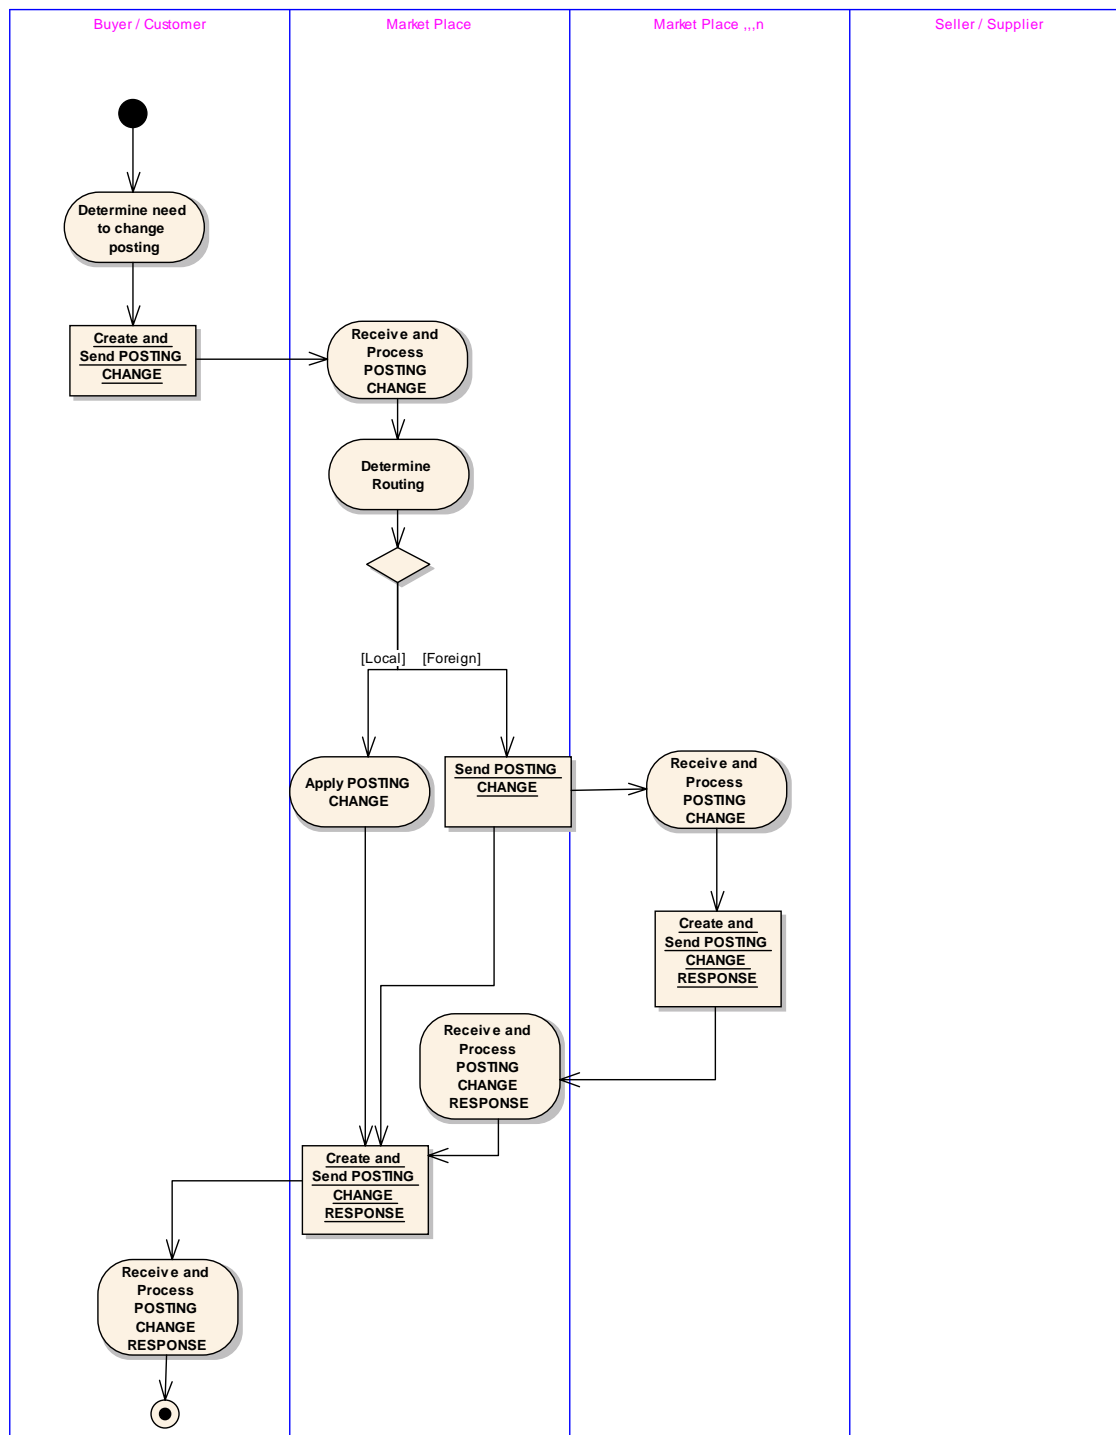 Buyer / Customer
Market Place
Market Place ,,,n
Seller / Supplier
Determine need
to change
posting
Create and
Send POSTING
CHANGE
Receive and
Process
POSTING
CHANGE
Determine
Routing
[Local]
[Foreign]
Apply POSTING
CHANGE
Send POSTING
CHANGE
Receive and
Process
POSTING
CHANGE
Create and
Send POSTING
CHANGE
RESPONSE
Receive and
Process
POSTING
CHANGE
RESPONSE
Create and
Send POSTING
CHANGE
RESPONSE
Receive and
Process
POSTING
CHANGE
RESPONSE